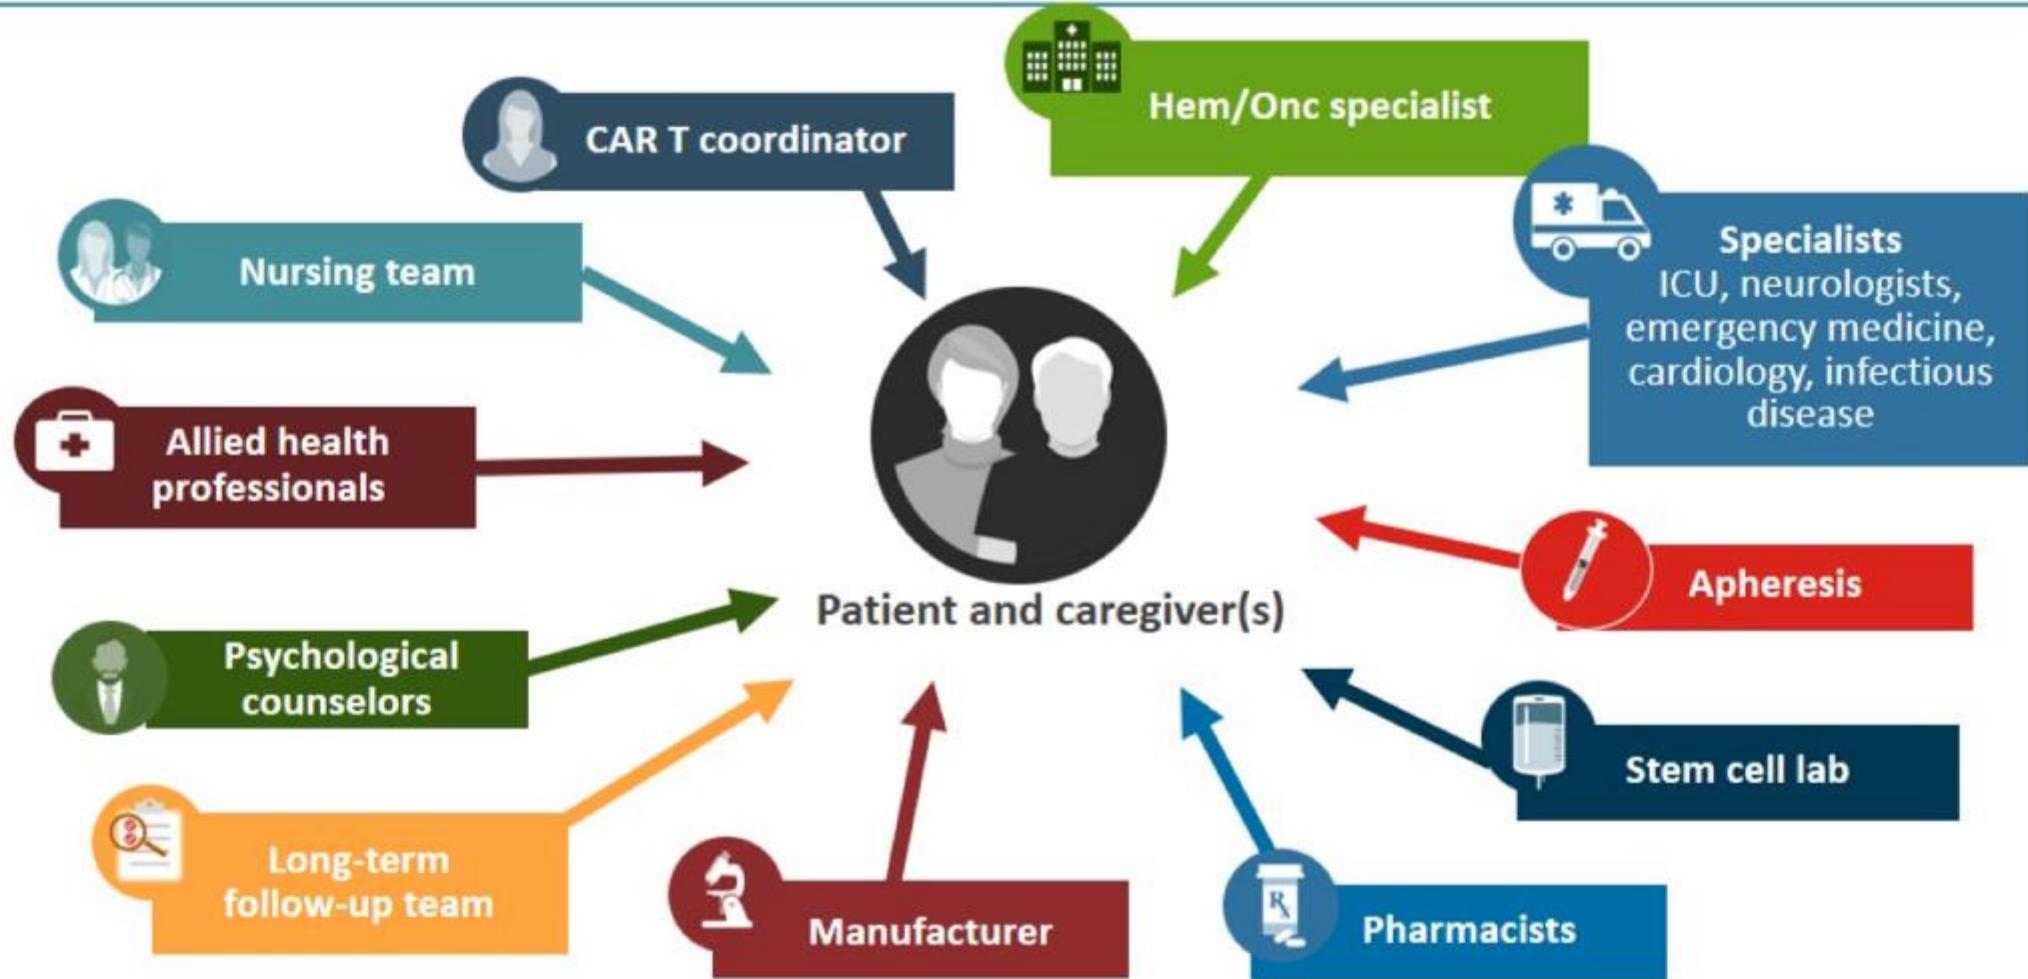 Hem/Onc specialist
CAR T coordinator
Specialists
ICU, neurologists,
emergency medicine,
cardiology, infectious
disease
Nursing team
Allied health
professionals
Patient and caregiver(s)
Apheresis
Psychological
counselors
Stem cell lab
Long-term
follow-up team
Manufacturer
Rx
Pharmacists